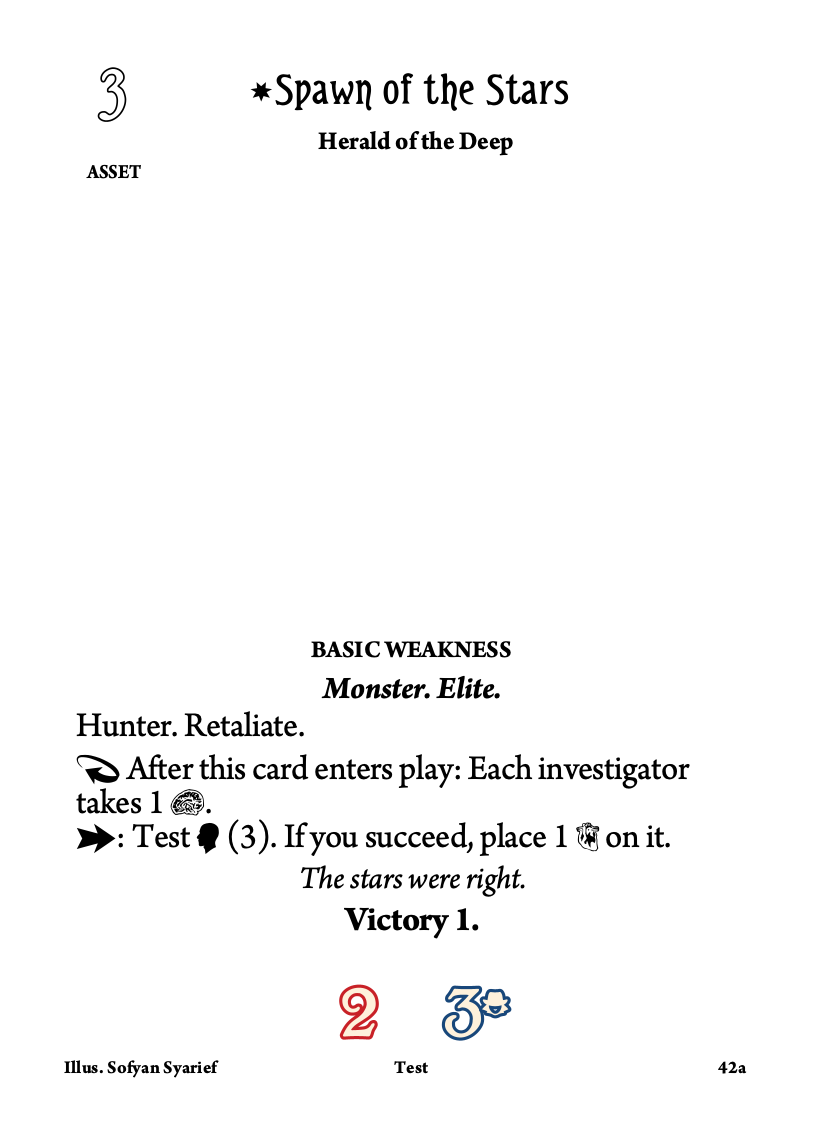 3
Spawn of the Stars
Herald of the Deep
ASSET
BASIC WEAKNESS
Monster. Elite.
Hunter. Retaliate.
After this card enters play: Each investigator
takes 1 .
: Test (3). If you succeed, place 1 on it.
The stars were right.
Victory 1.
2 3
Illus. Sofyan Syarief Test 42a